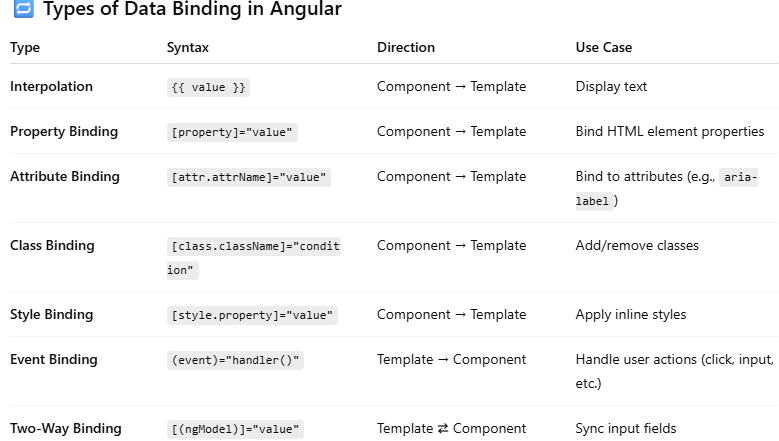 🔁 Types of Data Binding in Angular
Type Syntax Direction Use Case
Interpolation {{ value }} Component → Template Display text
Property Binding [property]="value" Component → Template Bind HTML element properties
Attribute Binding [attr.attrName]="value" Component → Template Bind to attributes (e.g., aria-
label )
Class Binding [class.className]="condit Component → Template Add/remove classes
ion"
Style Binding [style.property]="value" Component → Template Apply inline styles
Event Binding (event)="handler()" Template → Component Handle user actions (click, input,
etc.)
Two-Way Binding [(ngModel)]="value" Template ⇄ Component Sync input fields